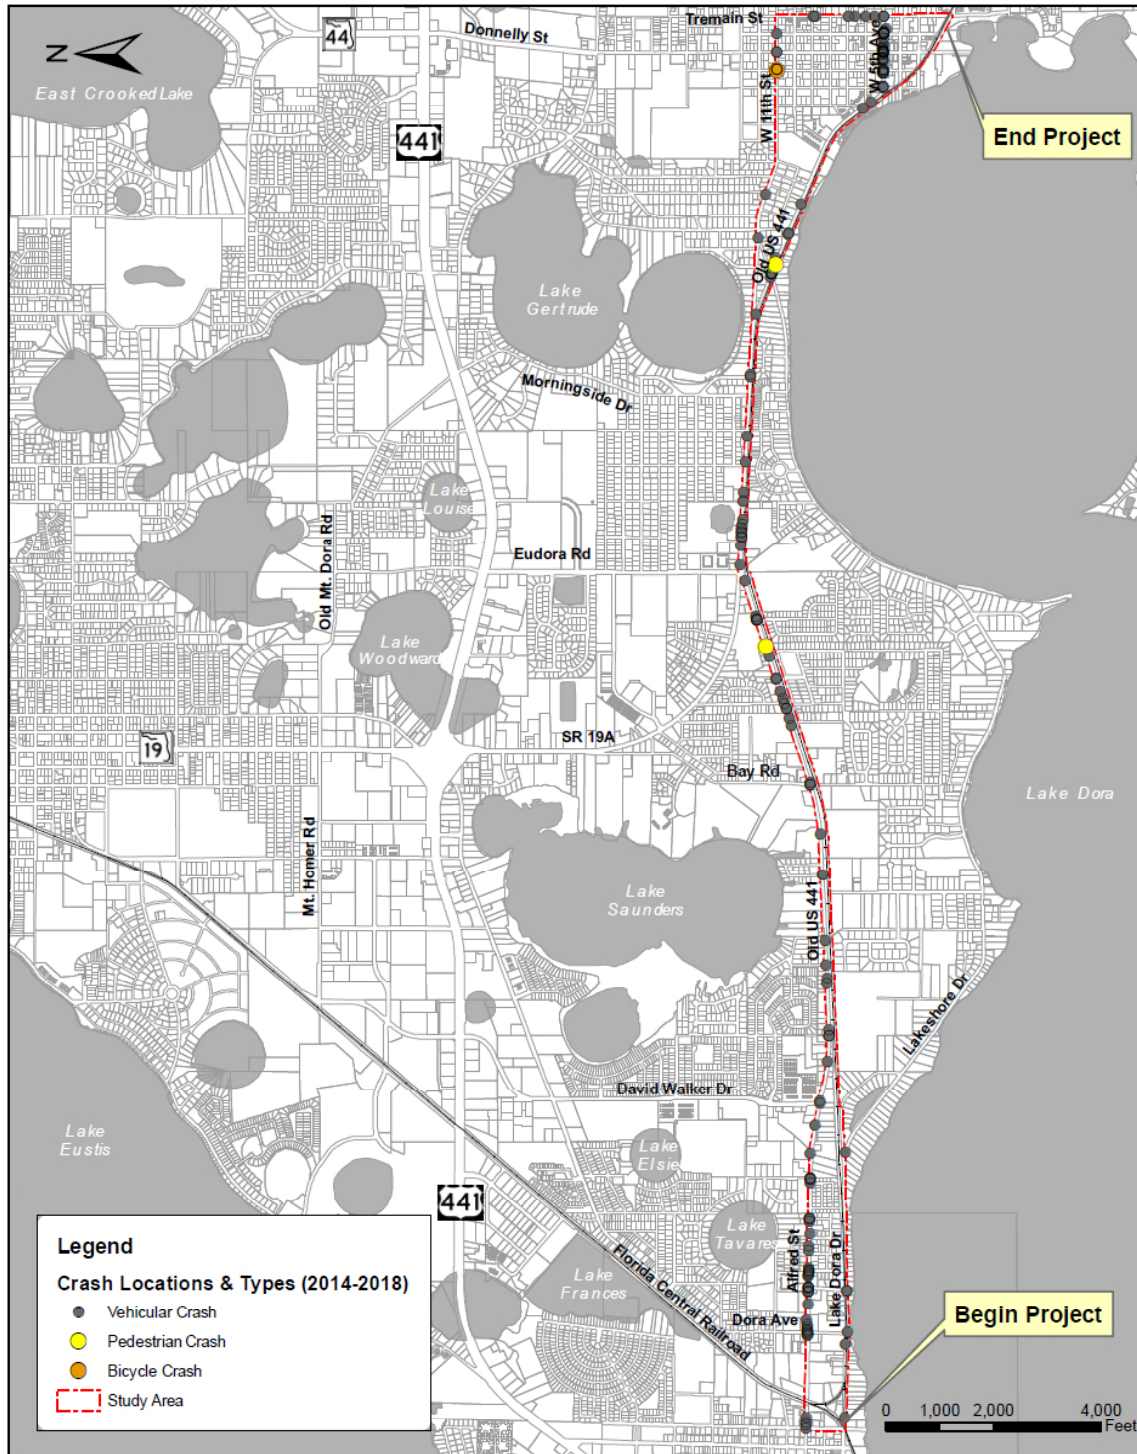 Tremain St
44
Donnelly St
N
East Crooked Lake
W 5th Ave
441
W 11th St
End Project
Old US 441
Lake
Gertrude
Morningside Dr
Lake
Louise
Old Mt. Dora Rd
Eudora Rd
Lake
Woodward
19
SR 19A
Bay Rd
Lake Dora
Mt. Homer Rd
Lake
Saunders
Old US 441
Lakeshore Dr
David Walker Dr
Lake
Eustis
Lake
Elsie
441
Lake
Tavares
Alfred St
Lake Dora Dr
Florida Central Railroad
Lake
Frances
Dora Ave
Begin Project
Legend
Crash Locations & Types (2014-2018)
Vehicular Crash
Pedestrian Crash
Bicycle Crash
Study Area
0 1,000 2,000 4,000
Feet